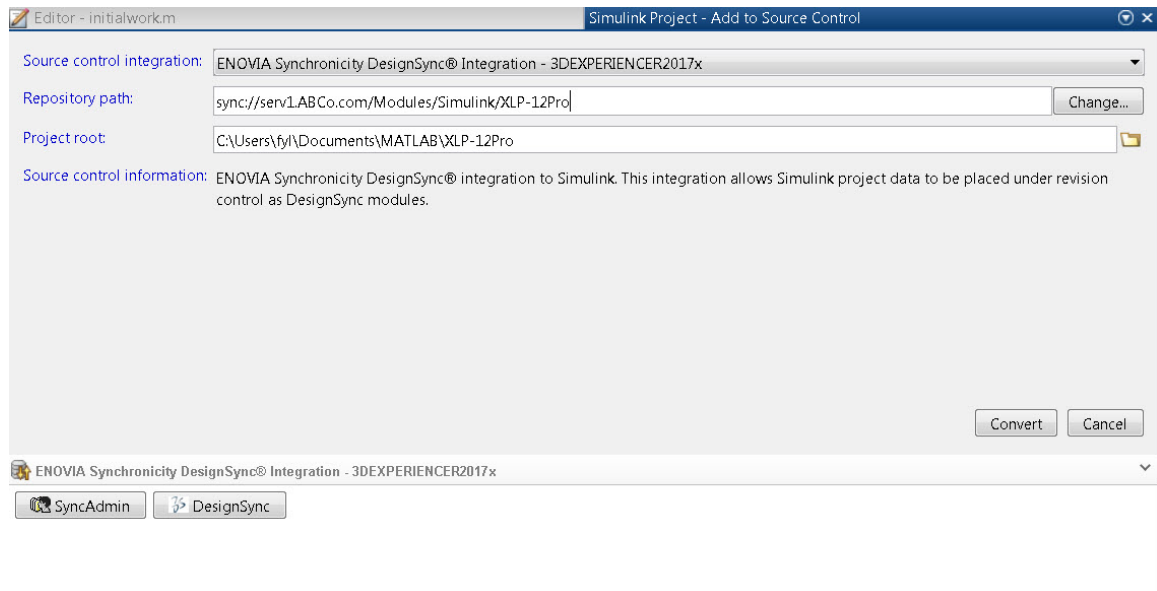 Editor - initialwork.m
Simulink Project - Add to Source Control
Source control integration: ENOVIA Synchronicity DesignSync® Integration - 3DEXPERIENCER2017x
Repository path: sync://serv1.ABCo.com/Modules/Simulink/XLP-12Pro Change...
Project root: C:\Users\fyl\Documents\MATLAB\XLP-12Pro
Source control information: ENOVIA Synchronicity DesignSync® integration to Simulink. This integration allows Simulink project data to be placed under revision
control as DesignSync modules.
Convert Cancel
ENOVIA Synchronicity DesignSync® Integration - 3DEXPERIENCER2017x
SyncAdmin DesignSync